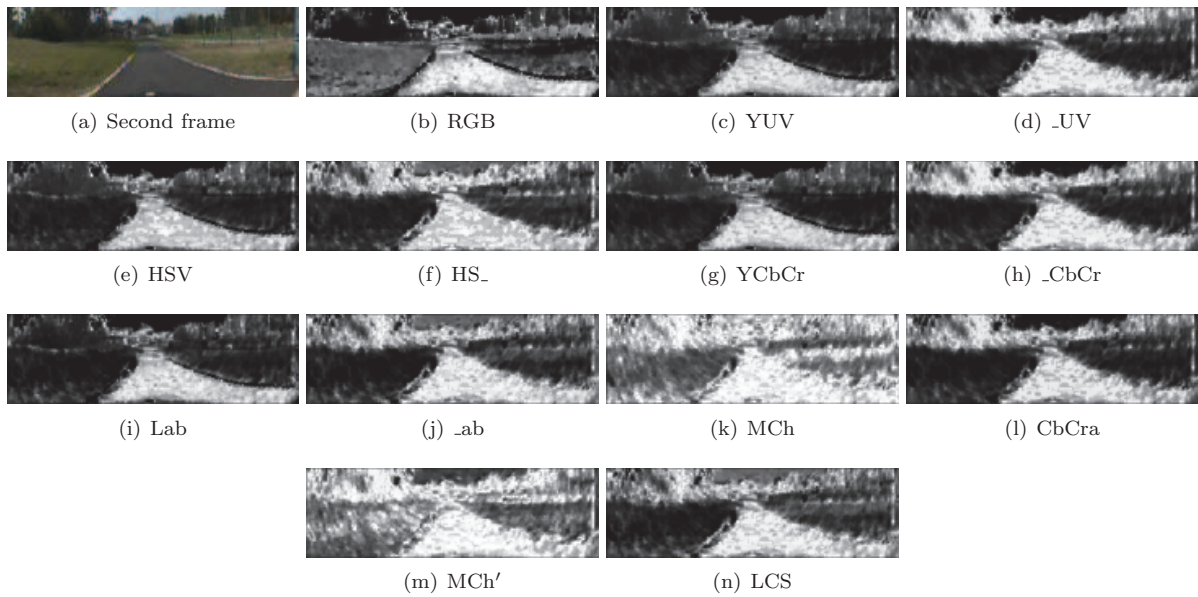 (a) Second frame
(b) RGB
(c) YUV
(d) _UV
(e) HSV
(f) HS_
(g) YCbCr
(h) _CbCr
(i) Lab
(j) _ab
(k) MCh
(l) CbCra
(m) MCh′
(n) LCS